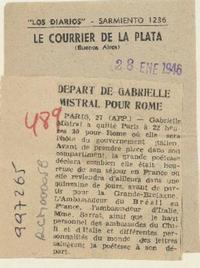 "LOS DIARIOS" - SARMIENTO 1236
LE COURRIER DE LA PLATA
(Buenos Aires)
28 ENE 1946
DEPART DE GABRIELLE
MISTRAL POUR ROME
PARIS, 27 (AFP.) — Gabrielle
Mistral a quitté Paris à 22 heu-
res 30 pour Rome où elle sera
l'hôte du gouvernement italien.
Avant de prendre place dans son
compartiment, la grande poétesse
déclara combien elle était heureu-
se de son séjour en France où
elle reviendra d'ailleurs dans une
quinzaine de jours, avant de par-
tir pour la Grande-Bretagne.
L'Ambassadeur du Brésil en
France, l'ambassadeur d'Italie,
Rome, Sarrat, ainsi que le haut
personnel des ambassades du Chi-
li et d'Italie et différentes per-
sonnalités du monde des lettres
saluèrent la poétesse à son dé-
part.
489
997265